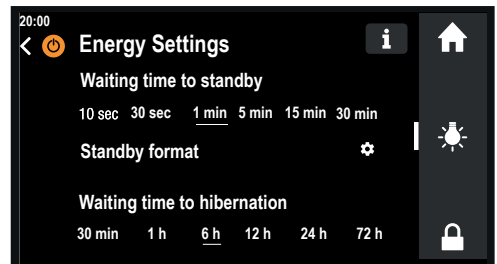 20:00
Energy Settings
i
Waiting time to standby
10 sec 30 sec 1 min 5 min 15 min 30 min
Standby format
Waiting time to hibernation
30 min 1 h 6 h 12 h 24 h 72 h